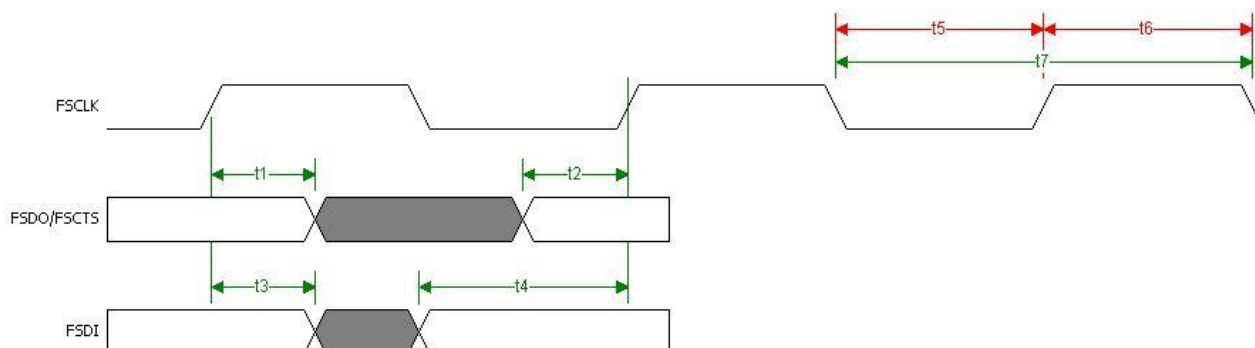 t5 t6
t7
FSCLK
t1 t2
FSDO/FSCTS
t3 t4
FSDI